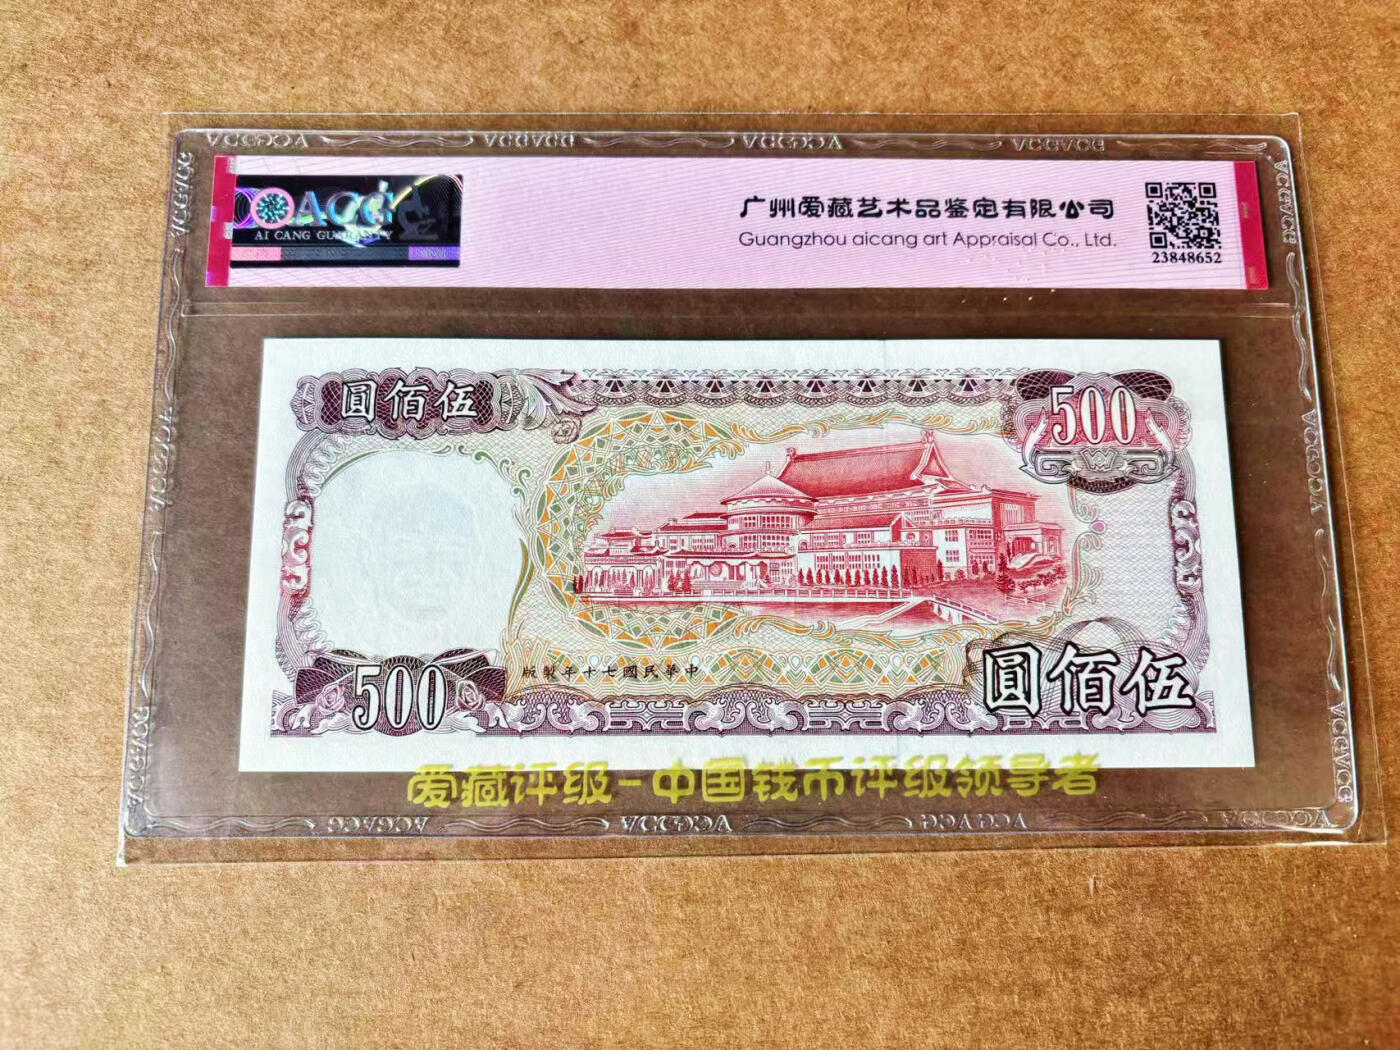 ACG
AI CANG GUARANTY
广州爱藏艺术品鉴定有限公司
Guangzhou aicang art Appraisal Co., Ltd.
23848652
伍佰圓
500
中華民國七十年製版
500
伍佰圓
爱藏评级-中国钱币评级领导者
ACGACG